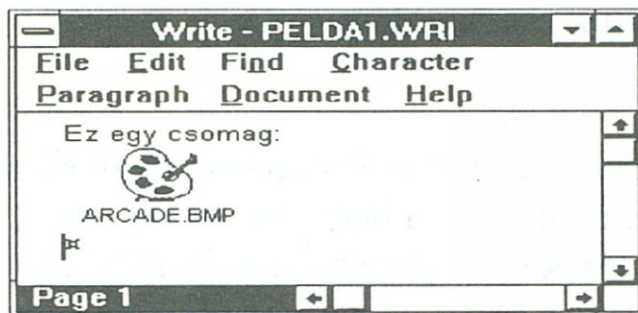 Write - PELDA1.WRI
File Edit Find Character
Paragraph Document Help
Ez egy csomag:
ARCADE.BMP
Page 1